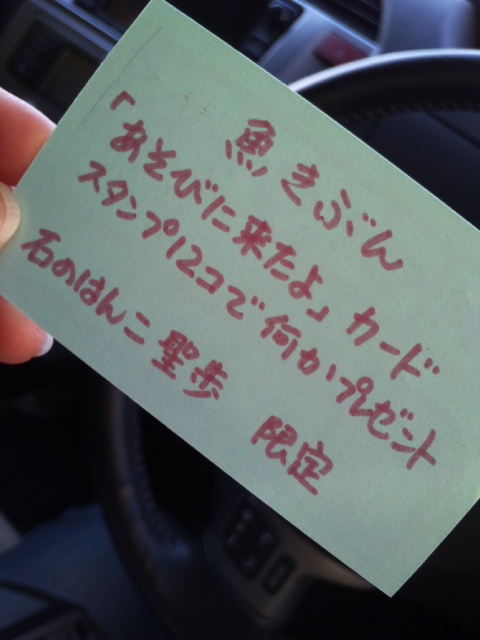 魚きぶん
「あそびに来たよ」カード
スタンプ12コで何かプレゼント
石のはんこ 聖歩 限定